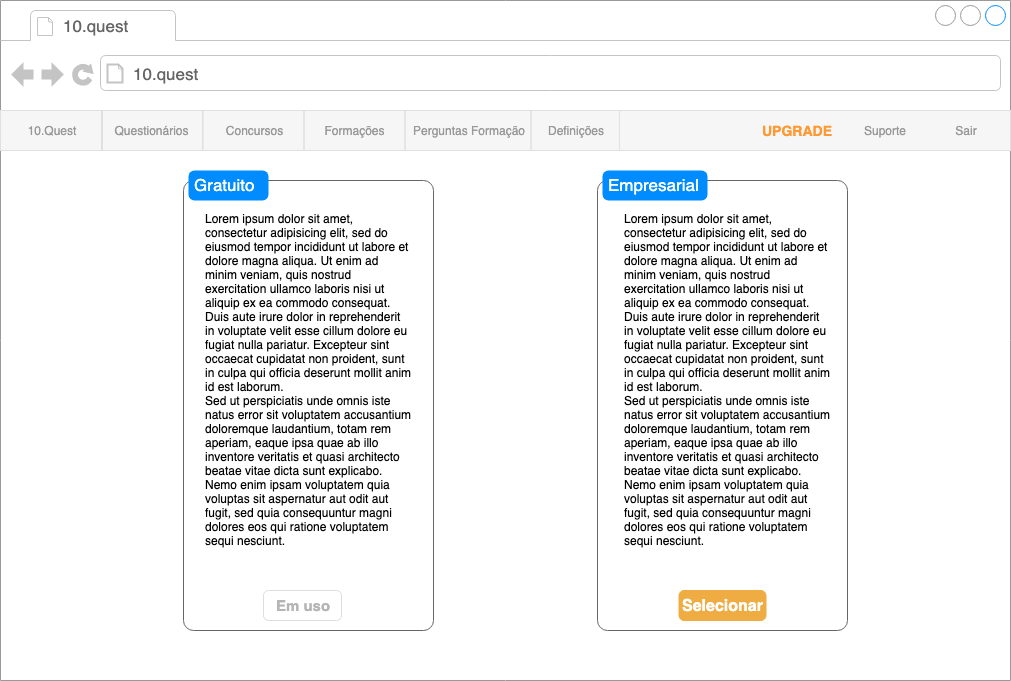 10.quest
10.quest
10.Quest Questionários Concursos Formações Perguntas Formação Definições UPGRADE Suporte Sair
Gratuito
Lorem ipsum dolor sit amet,
consectetur adipisicing elit, sed do
eiusmod tempor incididunt ut labore et
dolore magna aliqua. Ut enim ad
minim veniam, quis nostrud
exercitation ullamco laboris nisi ut
aliquip ex ea commodo consequat.
Duis aute irure dolor in reprehenderit
in voluptate velit esse cillum dolore eu
fugiat nulla pariatur. Excepteur sint
occaecat cupidatat non proident, sunt
in culpa qui officia deserunt mollit anim
id est laborum.
Sed ut perspiciatis unde omnis iste
natus error sit voluptatem accusantium
doloremque laudantium, totam rem
aperiam, eaque ipsa quae ab illo
inventore veritatis et quasi architecto
beatae vitae dicta sunt explicabo.
Nemo enim ipsam voluptatem quia
voluptas sit aspernatur aut odit aut
fugit, sed quia consequuntur magni
dolores eos qui ratione voluptatem
sequi nesciunt.
Em uso
Empresarial
Lorem ipsum dolor sit amet,
consectetur adipisicing elit, sed do
eiusmod tempor incididunt ut labore et
dolore magna aliqua. Ut enim ad
minim veniam, quis nostrud
exercitation ullamco laboris nisi ut
aliquip ex ea commodo consequat.
Duis aute irure dolor in reprehenderit
in voluptate velit esse cillum dolore eu
fugiat nulla pariatur. Excepteur sint
occaecat cupidatat non proident, sunt
in culpa qui officia deserunt mollit anim
id est laborum.
Sed ut perspiciatis unde omnis iste
natus error sit voluptatem accusantium
doloremque laudantium, totam rem
aperiam, eaque ipsa quae ab illo
inventore veritatis et quasi architecto
beatae vitae dicta sunt explicabo.
Nemo enim ipsam voluptatem quia
voluptas sit aspernatur aut odit aut
fugit, sed quia consequuntur magni
dolores eos qui ratione voluptatem
sequi nesciunt.
Selecionar